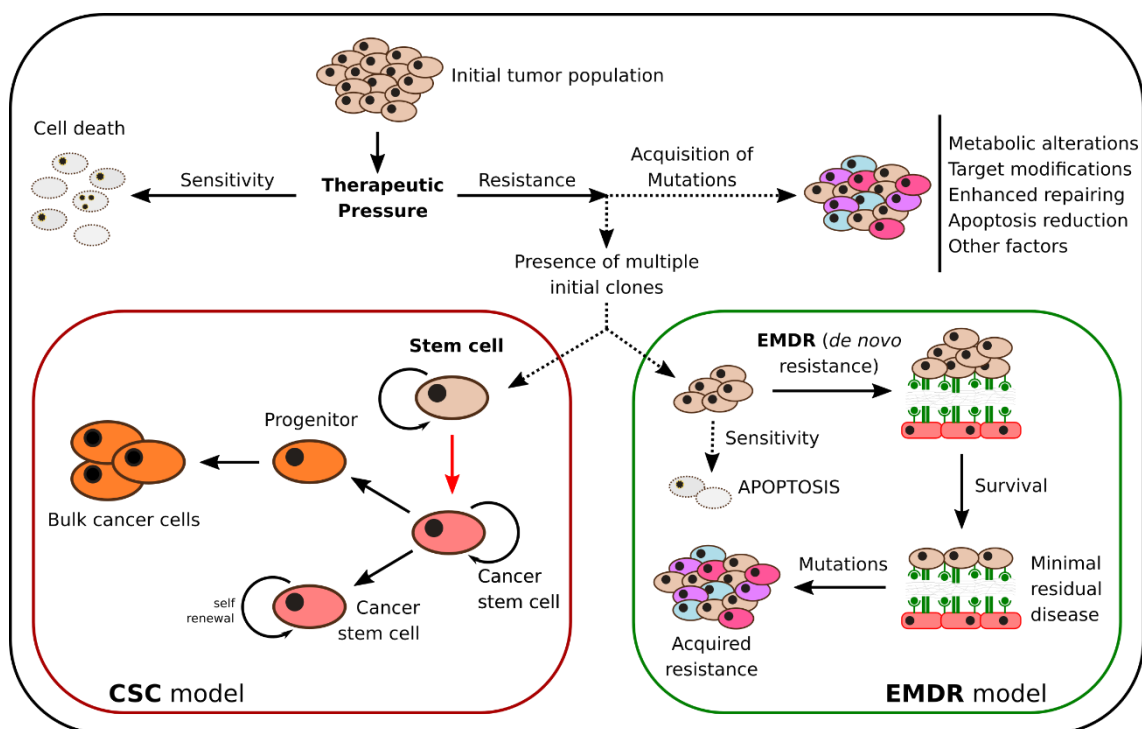 Initial tumor population
Cell death
Sensitivity
Therapeutic
Pressure
Resistance
Acquisition of
Mutations
Metabolic alterations
Target modifications
Enhanced repairing
Apoptosis reduction
Other factors
Presence of multiple
initial clones
Stem cell
Progenitor
Bulk cancer cells
Cancer
stem cell
self
renewal
Cancer
stem cell
CSC model
EMDR (de novo
resistance)
Sensitivity
APOPTOSIS
Survival
Mutations
Minimal
residual
disease
Acquired
resistance
EMDR model